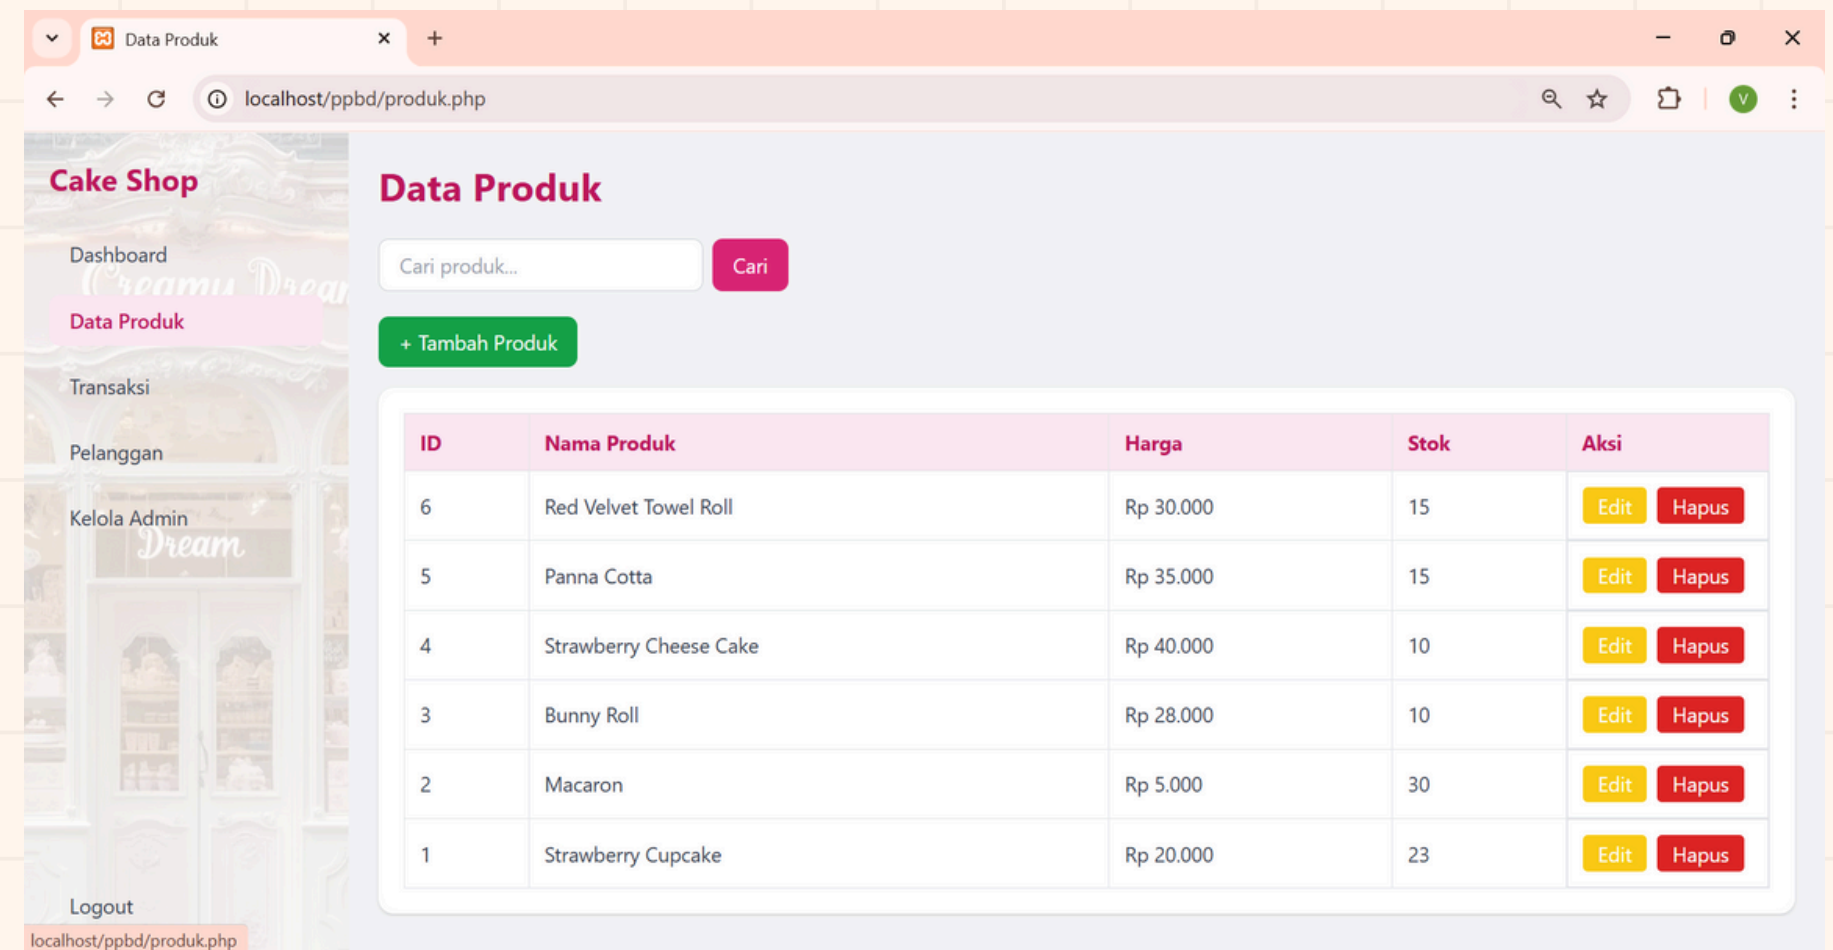 Data Produk
localhost/ppbd/produk.php
V
Cake Shop
Dashboard
Creamy Dream
Data Produk
Transaksi
Pelanggan
Kelola Admin
Dream
Logout
localhost/ppbd/produk.php
Data Produk
Cari produk... Cari
+ Tambah Produk
ID Nama Produk Harga Stok Aksi
6 Red Velvet Towel Roll Rp 30.000 15 Edit Hapus
5 Panna Cotta Rp 35.000 15 Edit Hapus
4 Strawberry Cheese Cake Rp 40.000 10 Edit Hapus
3 Bunny Roll Rp 28.000 10 Edit Hapus
2 Macaron Rp 5.000 30 Edit Hapus
1 Strawberry Cupcake Rp 20.000 23 Edit Hapus